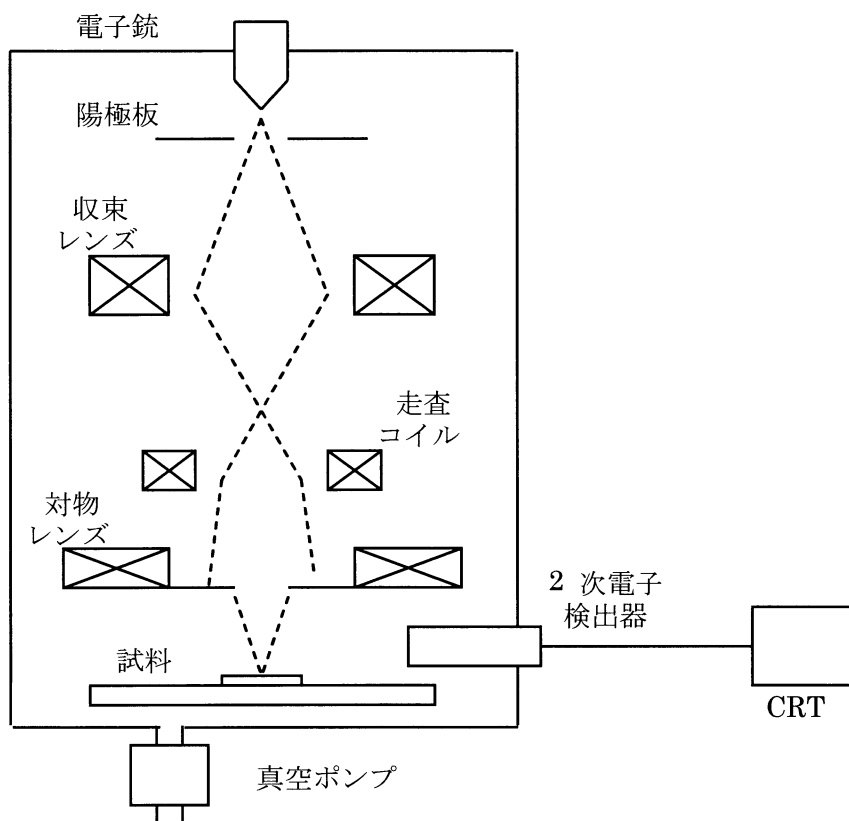 電子銃
陽極板
収束
レンズ
走査
コイル
対物
レンズ
2 次電子
検出器
試料
CRT
真空ポンプ